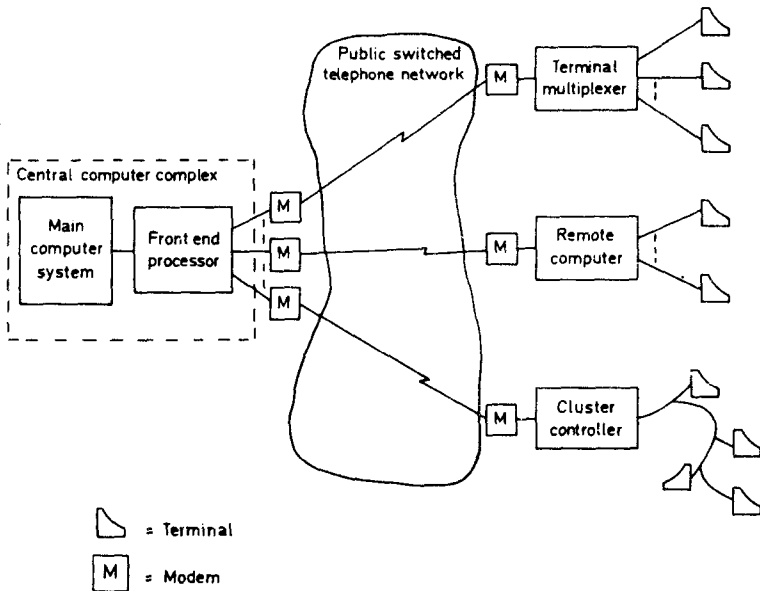 Public switched
telephone network
M
Terminal
multiplexer
Central computer complex
Main
computer
system
Front end
processor
M
M
M
M
Remote
computer
M
Cluster
controller
= Terminal
M
= Modem